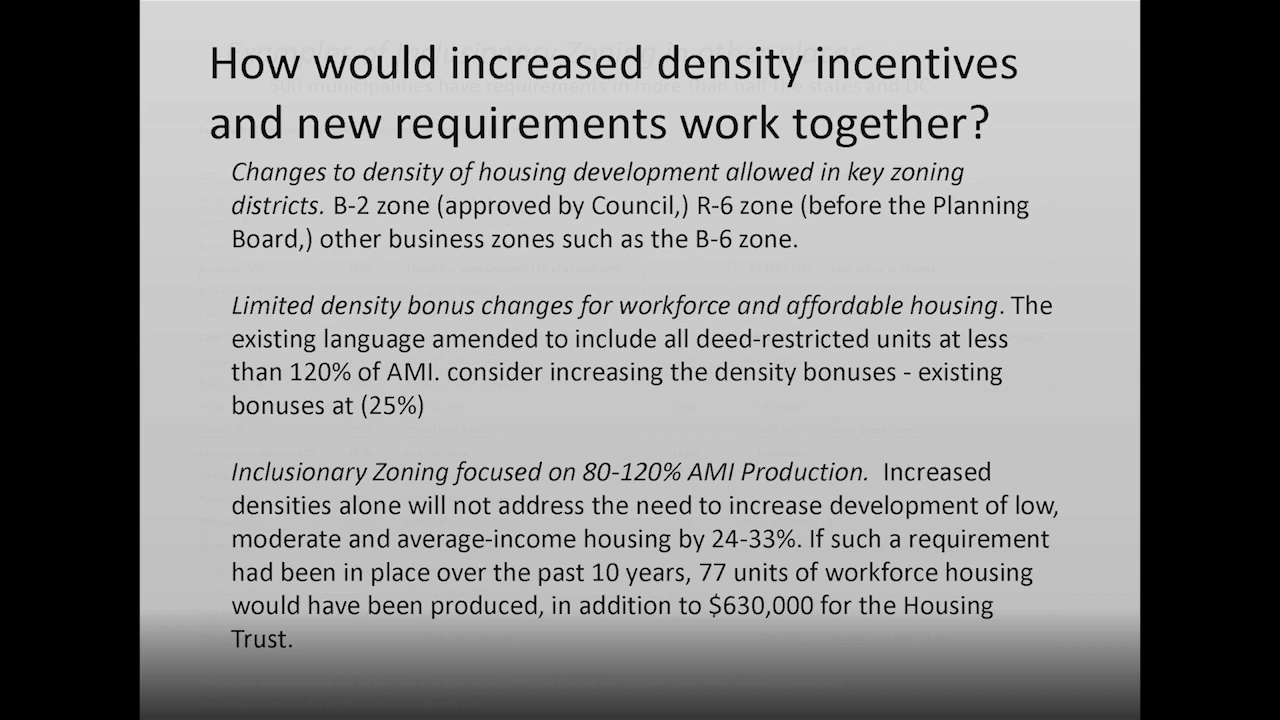 How would increased density incentives
and new requirements work together?
Changes to density of housing development allowed in key zoning
districts. B-2 zone (approved by Council,) R-6 zone (before the Planning
Board,) other business zones such as the B-6 zone.
Limited density bonus changes for workforce and affordable housing. The
existing language amended to include all deed-restricted units at less
than 120% of AMI. consider increasing the density bonuses - existing
bonuses at (25%)
Inclusionary Zoning focused on 80-120% AMI Production.  Increased
densities alone will not address the need to increase development of low,
moderate and average-income housing by 24-33%. If such a requirement
had been in place over the past 10 years, 77 units of workforce housing
would have been produced, in addition to $630,000 for the Housing
Trust.